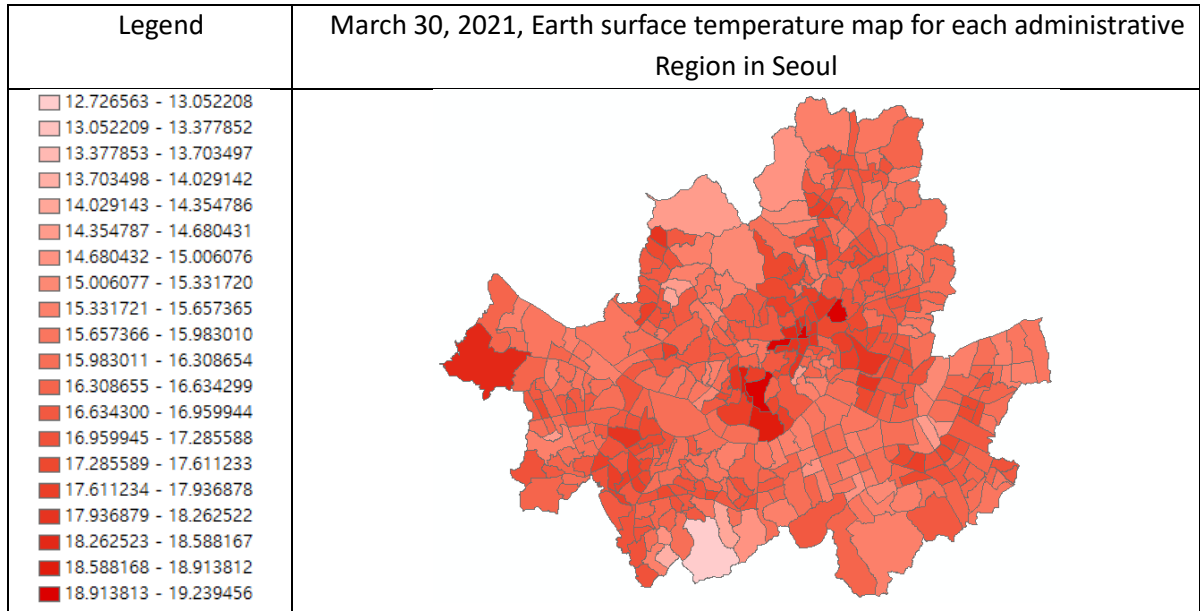 Legend
March 30, 2021, Earth surface temperature map for each administrative
Region in Seoul
12.726563 - 13.052208
13.052209 - 13.377852
13.377853 - 13.703497
13.703498 - 14.029142
14.029143 - 14.354786
14.354787 - 14.680431
14.680432 - 15.006076
15.006077 - 15.331720
15.331721 - 15.657365
15.657366 - 15.983010
15.983011 - 16.308654
16.308655 - 16.634299
16.634300 - 16.959944
16.959945 - 17.285588
17.285589 - 17.611233
17.611234 - 17.936878
17.936879 - 18.262522
18.262523 - 18.588167
18.588168 - 18.913812
18.913813 - 19.239456